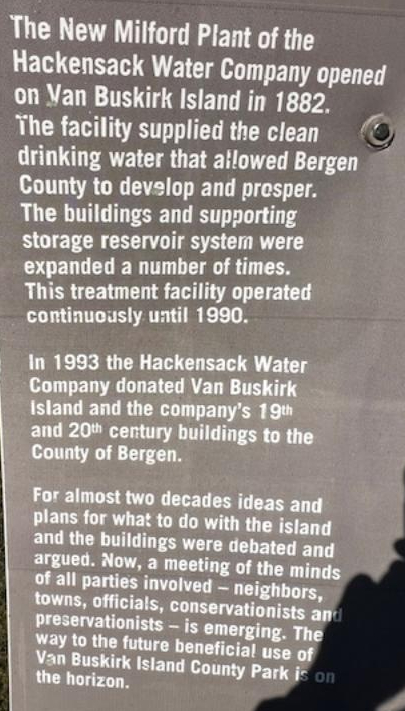 The New Milford Plant of the
Hackensack Water Company opened
on Van Buskirk Island in 1882.
The facility supplied the clean
drinking water that allowed Bergen
County to develop and prosper.
The buildings and supporting
storage reservoir system were
expanded a number of times.
This treatment facility operated
continuously until 1990.
In 1993 the Hackensack Water
Company donated Van Buskirk
Island and the company's 19th
and 20th century buildings to the
County of Bergen.
For almost two decades ideas and
plans for what to do with the island
and the buildings were debated and
argued. Now, a meeting of the minds
of all parties involved – neighbors,
towns, officials, conservationists and
preservationists – is emerging. The
way to the future beneficial use of
Van Buskirk Island County Park is on
the horizon.